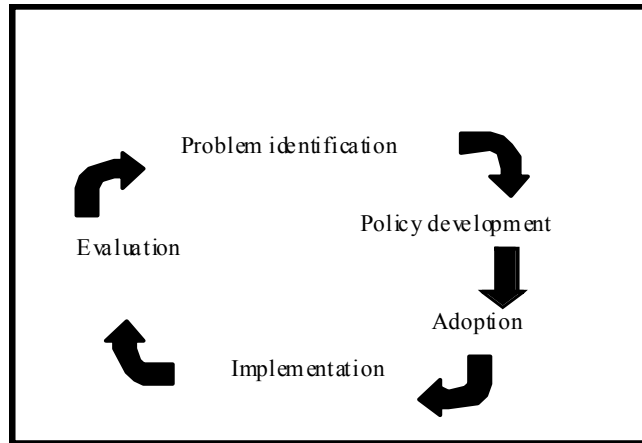 Problem identification
Policy development
Evaluation
Adoption
Implementation